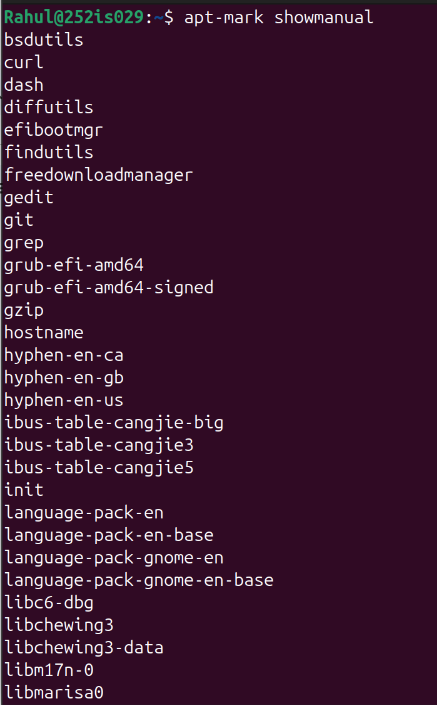 Rahul@252is029:~$ apt-mark showmanual
bsdutils
curl
dash
diffutils
efibootmgr
findutils
freedownloadmanager
gedit
git
grep
grub-efi-amd64
grub-efi-amd64-signed
gzip
hostname
hyphen-en-ca
hyphen-en-gb
hyphen-en-us
ibus-table-cangjie-big
ibus-table-cangjie3
ibus-table-cangjie5
init
language-pack-en
language-pack-en-base
language-pack-gnome-en
language-pack-gnome-en-base
libc6-dbg
libchewing3
libchewing3-data
libm17n-0
libmarisa0